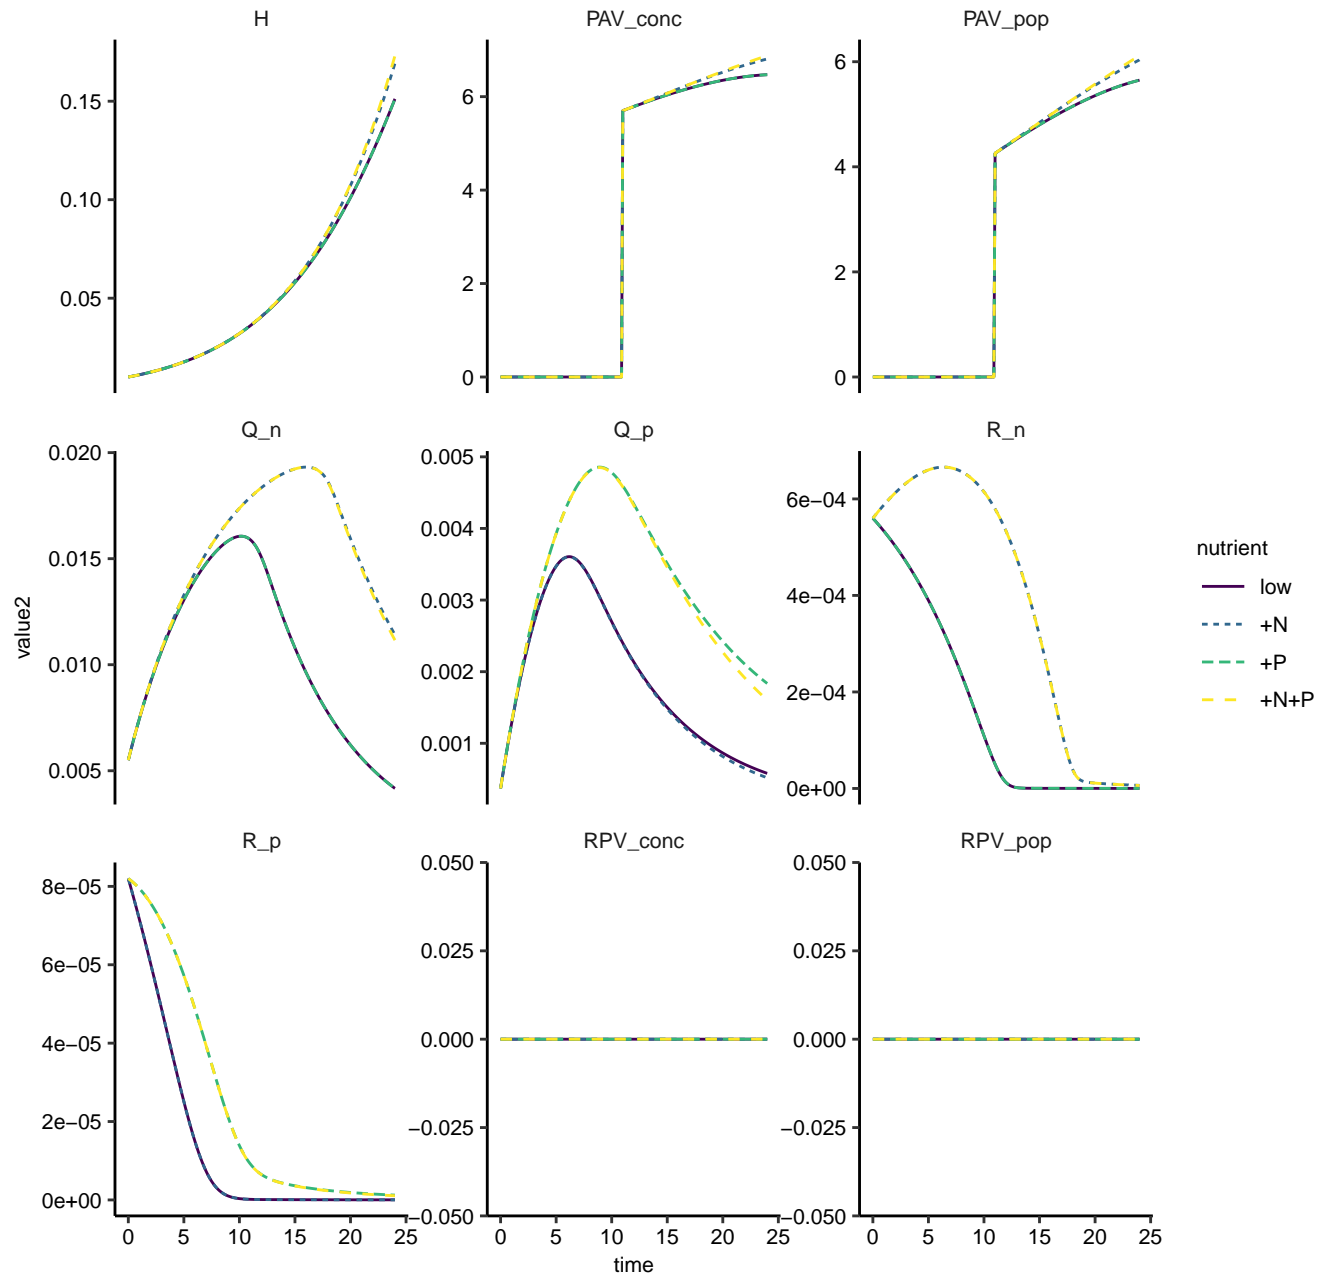 H
PAV_conc
PAV_pop
0.15
0.10
0.05
6
4
2
0
6
4
2
0
Q_n
Q_p
R_n
0.020
0.015
0.010
0.005
0.005
0.004
0.003
0.002
0.001
6e−04
4e−04
2e−04
0e+00
value2
R_p
RPV_conc
RPV_pop
8e−05
6e−05
4e−05
2e−05
0e+00
0.050
0.025
0.000
−0.025
−0.050
0.050
0.025
0.000
−0.025
−0.050
0 5 10 15 20 25
0 5 10 15 20 25
0 5 10 15 20 25
time
nutrient
low
+N
+P
+N+P